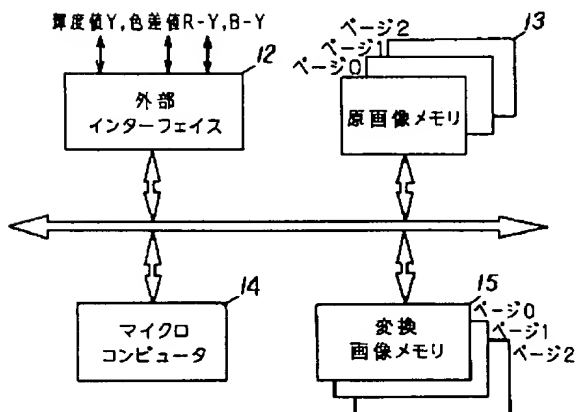 輝度値Y,色差値R-Y,B-Y
12
外部
インターフェイス
ページ2
ページ1
ページ0
13
原画像メモリ
14
マイクロ
コンピュータ
15
変換
画像メモリ
ページ0
ページ1
ページ2